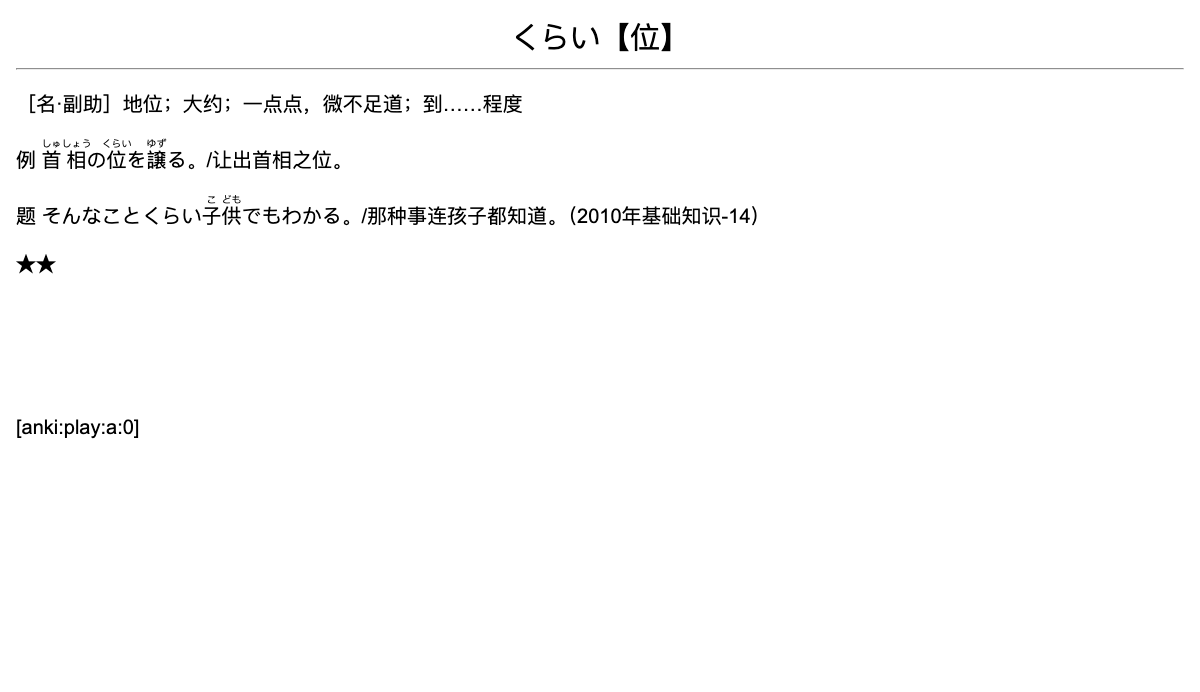 くらい【位】
［名·副助］地位；大约；一点点，微不足道；到……程度
しゅしょう くらい ゆず
例 首相の位を譲る。/让出首相之位。
こ ども
题 そんなことくらい子供でもわかる。/那种事连孩子都知道。（2010年基础知识-14）
★★
[anki:play:a:0]